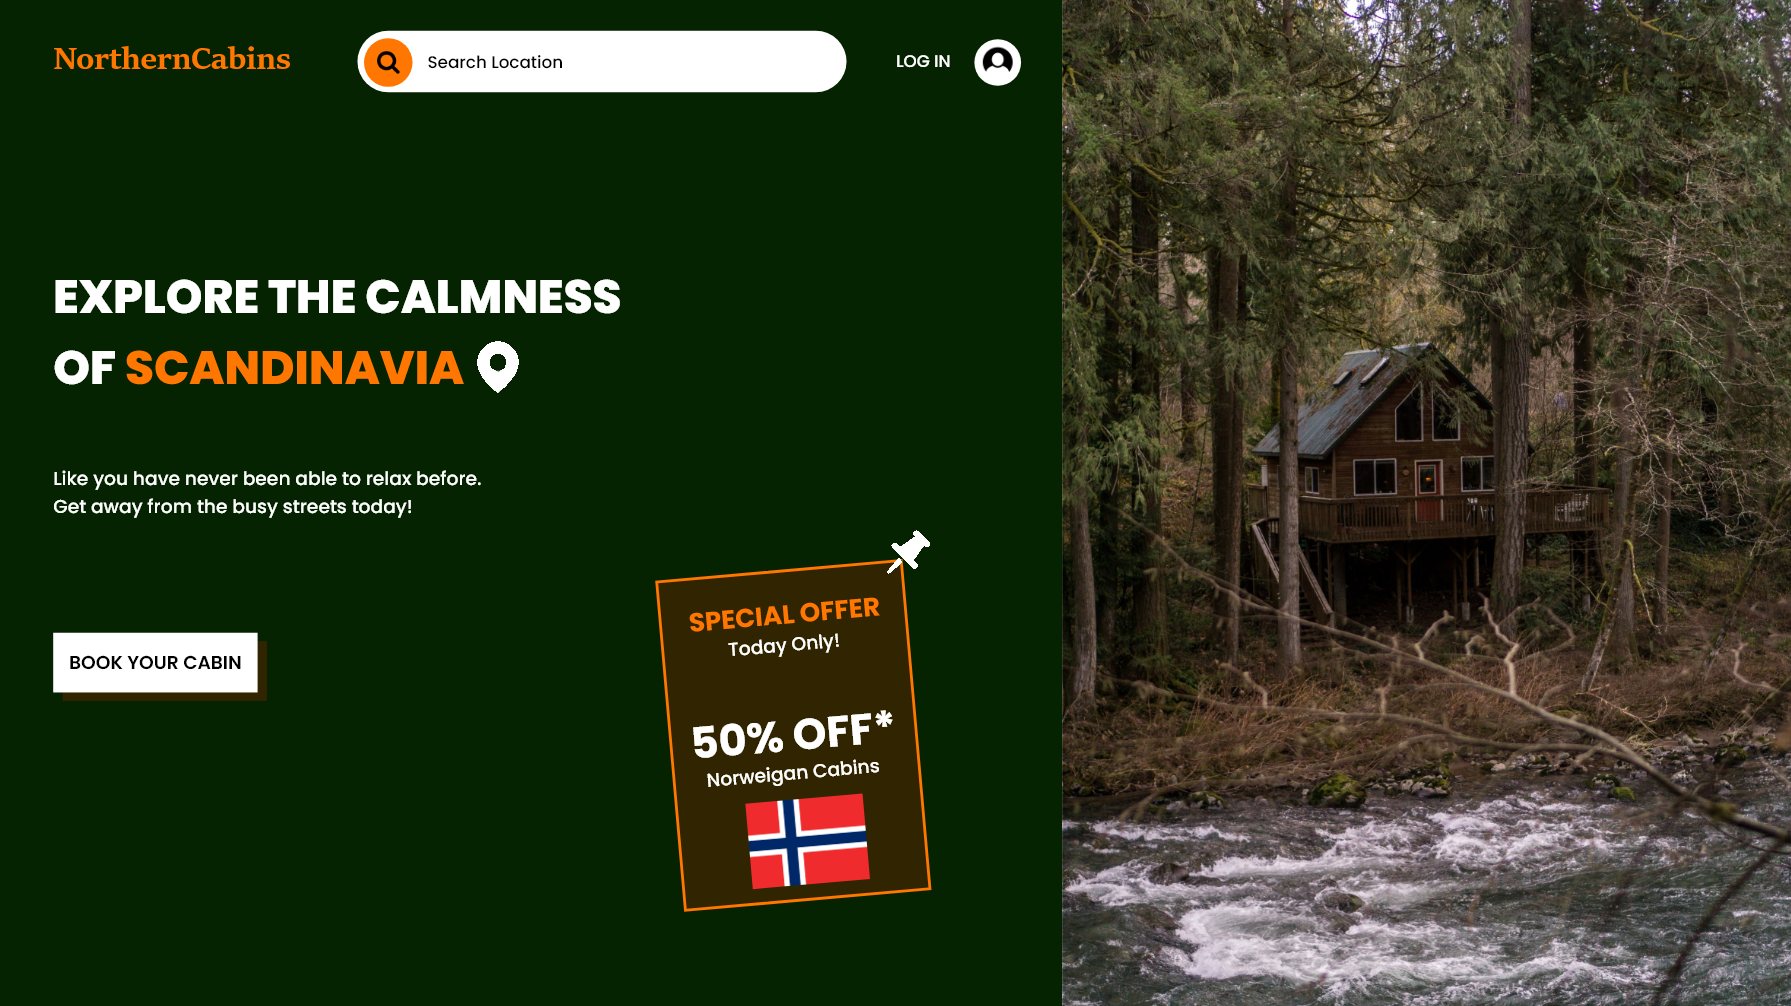 NorthernCabins
Search Location
LOG IN
EXPLORE THE CALMNESS
OF SCANDINAVIA
Like you have never been able to relax before.
Get away from the busy streets today!
BOOK YOUR CABIN
SPECIAL OFFER
Today Only!
50% OFF*
Norweigan Cabins